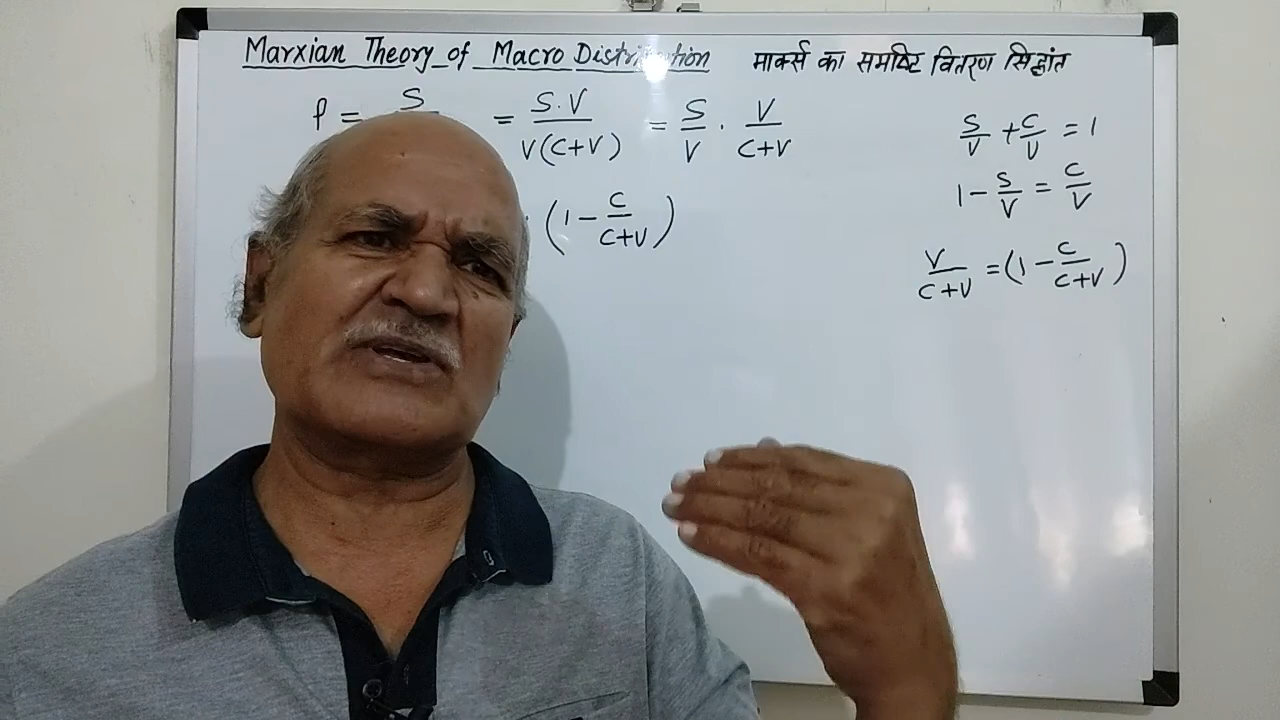 Marxian Theory of Macro Distribution मार्क्स का समष्टि वितरण सिद्धांत
P = S = S.V / V(C+V) = S/V . V/C+V
(1 - C/C+V)
S/V + C/V = 1
1 - S/V = C/V
V/C+V = (1 - C/C+V)